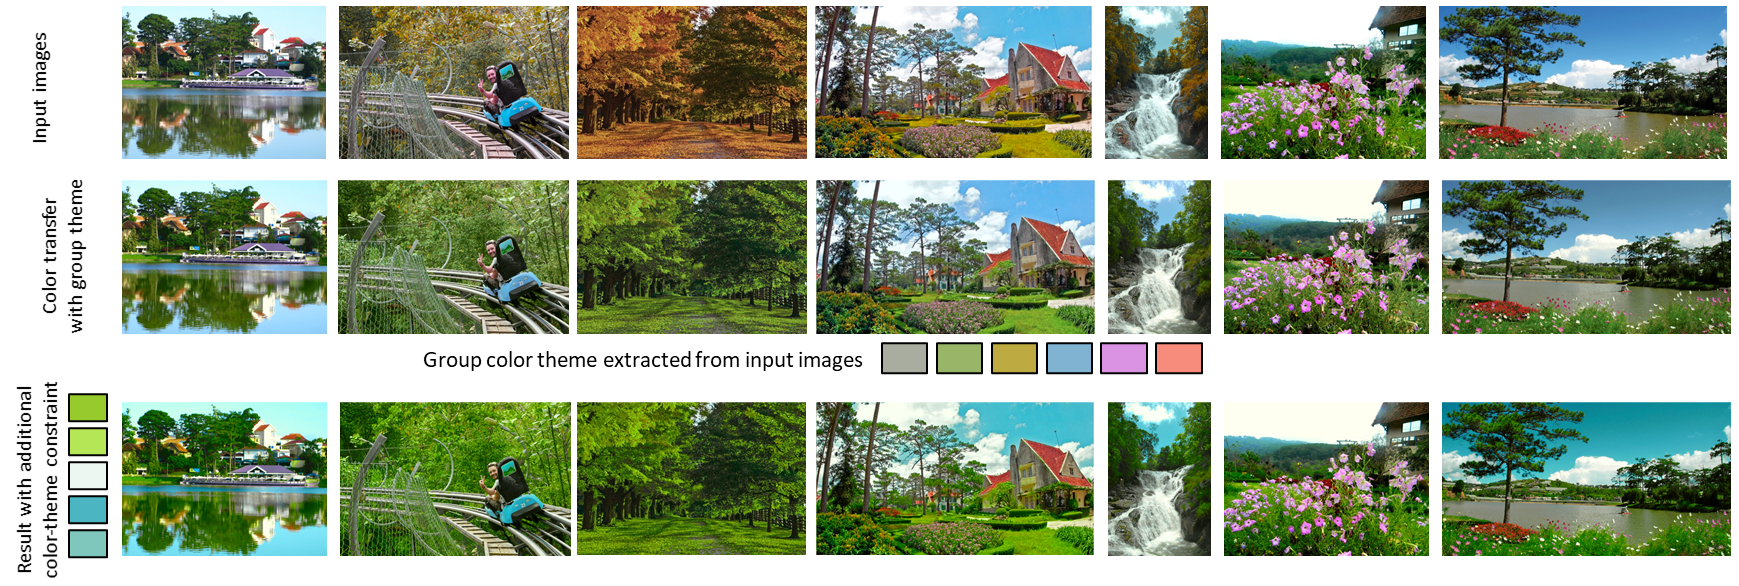 Input images
Color transfer
with group theme
Group color theme extracted from input images
Result with additional
color-theme constraint